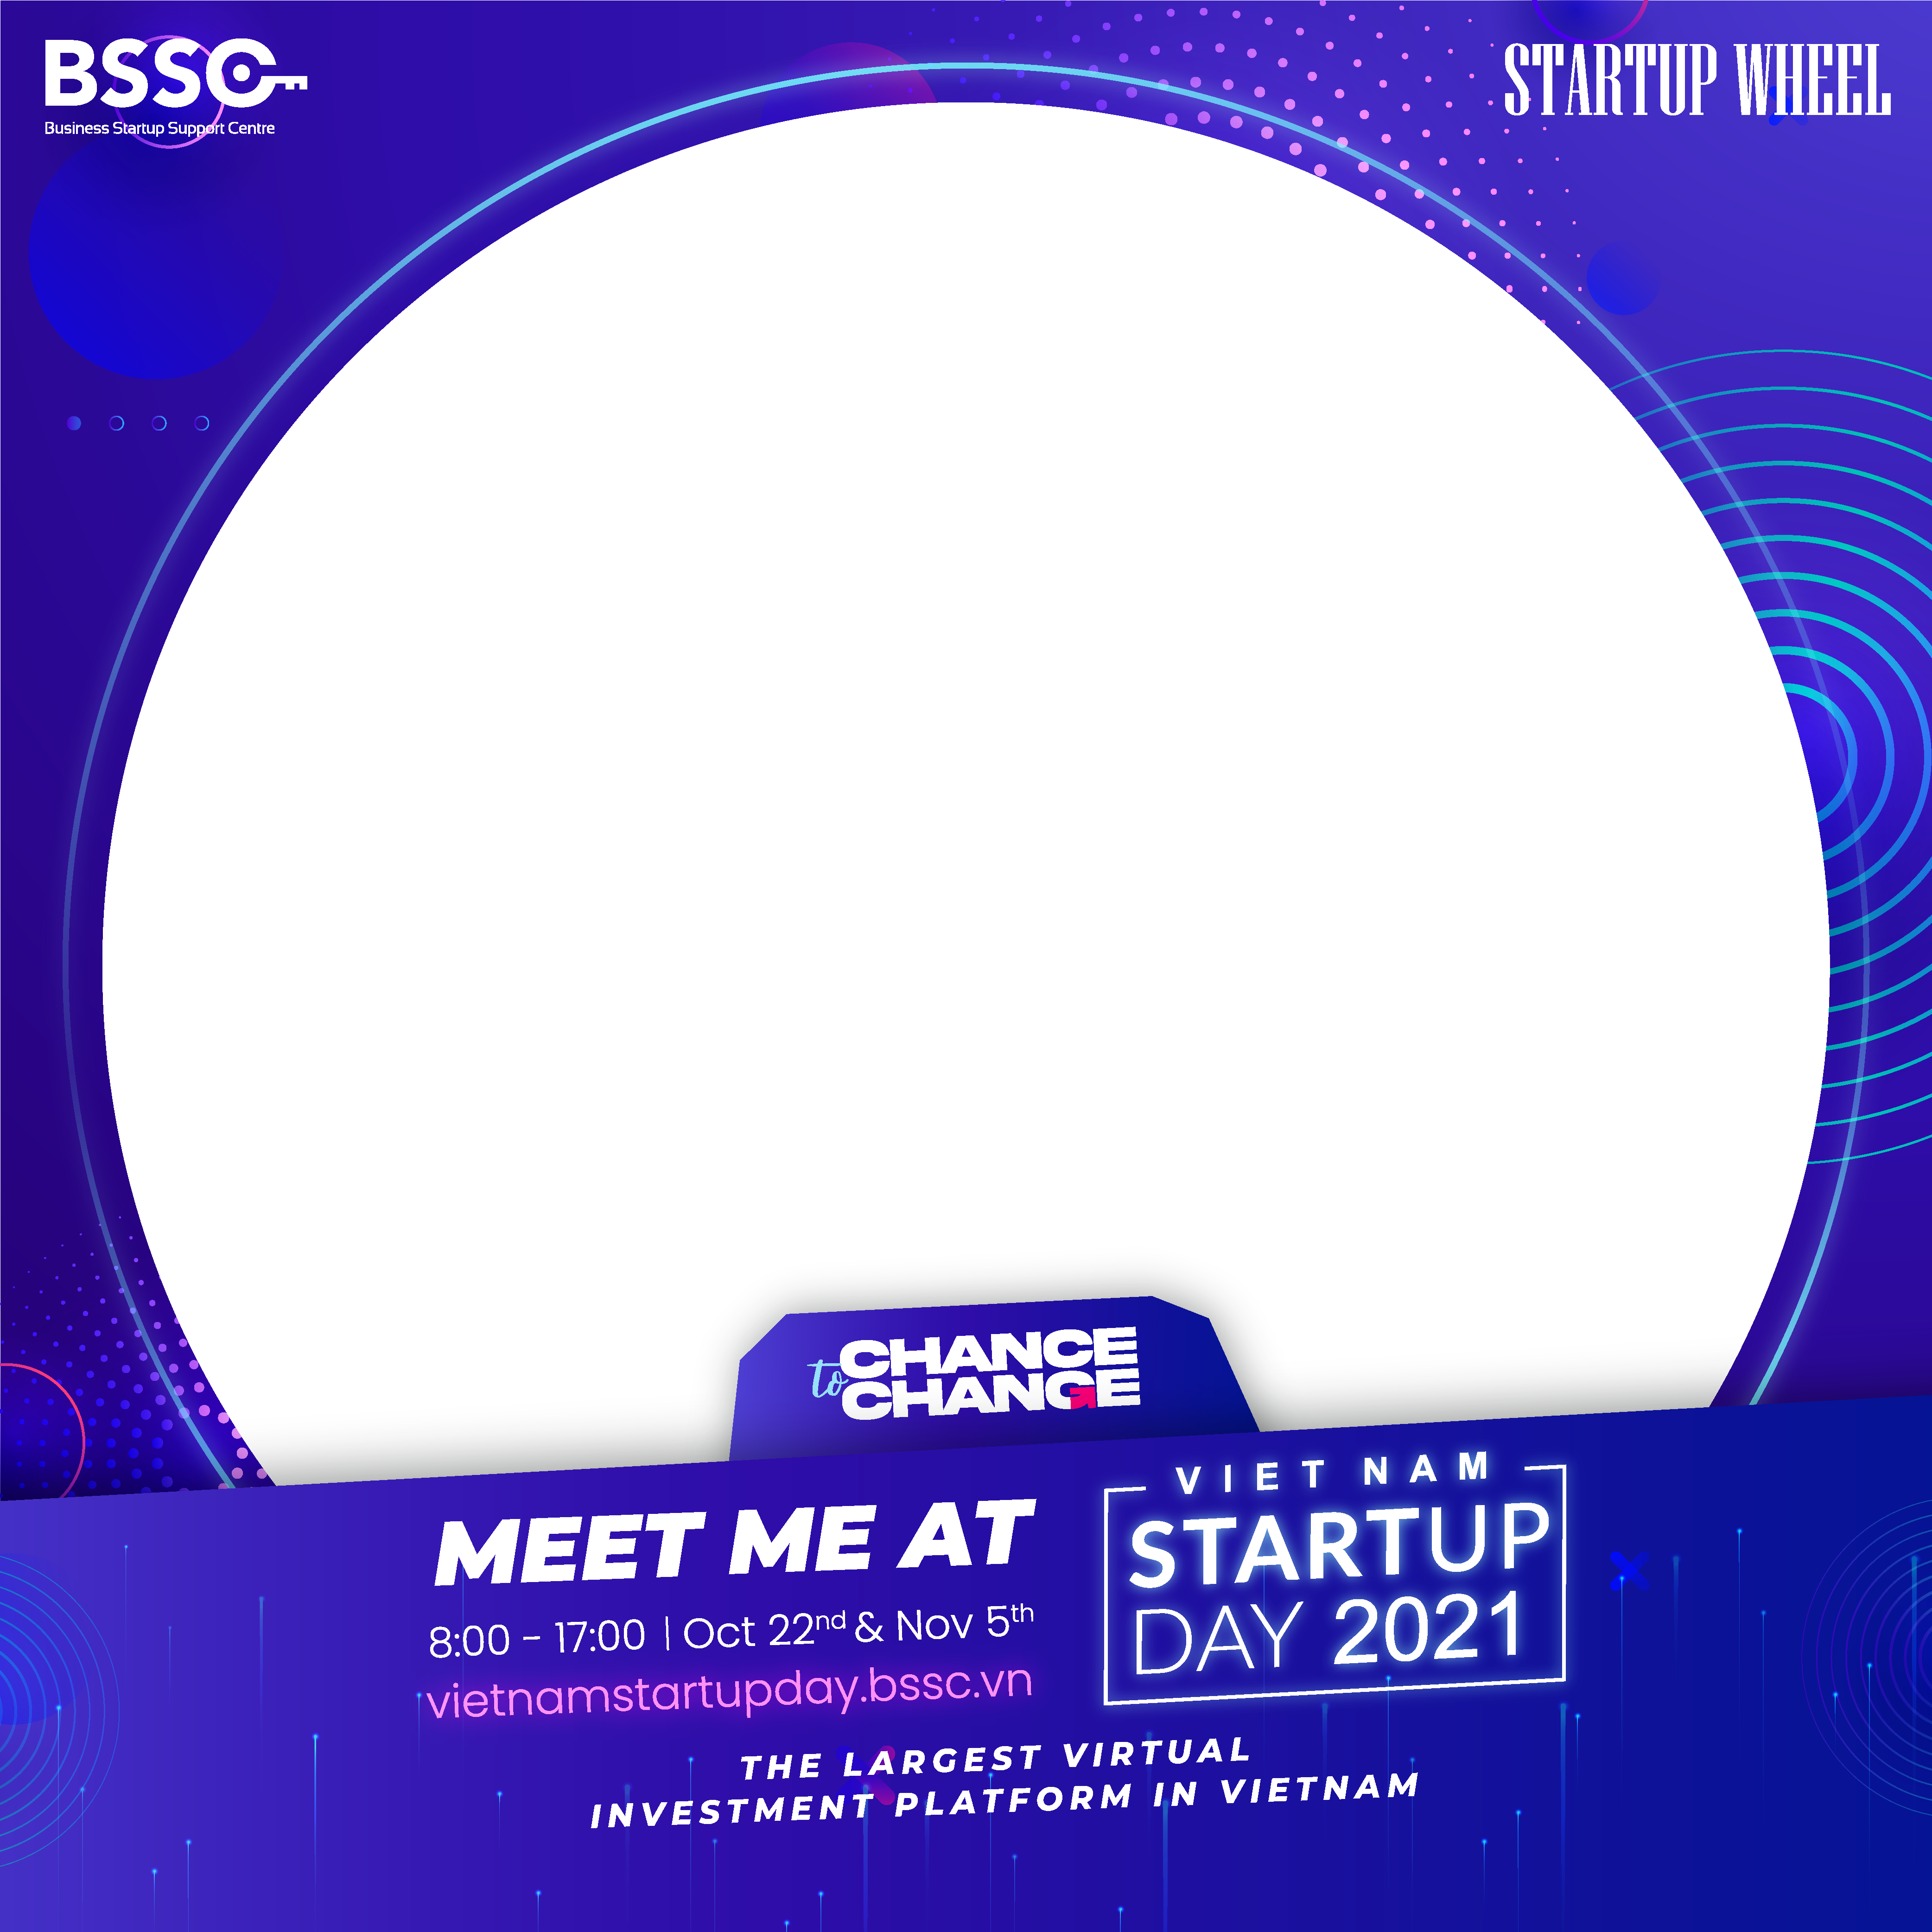 BSSC
Business Startup Support Centre
STARTUP WHEEL
CHANCE
to CHANGE
MEET ME AT
8:00 - 17:00 | Oct 22nd & Nov 5th
vietnamstartupday.bssc.vn
VIET NAM
STARTUP
DAY 2021
THE LARGEST VIRTUAL
INVESTMENT PLATFORM IN VIETNAM